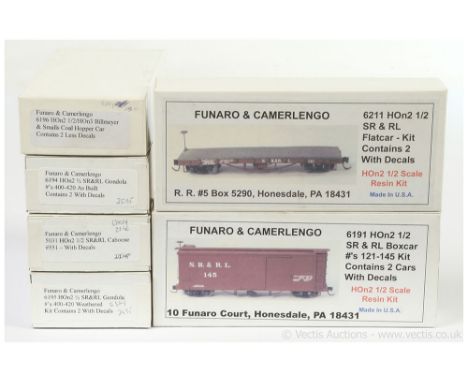 Funaro & Camerlengo
6196 HOn2 1/2/HOn3 Billmeyer
& Smalls Coal Hopper Car
Contains 2 Less Decals
Funaro & Camerlengo
6194 HOn2 ½ SR&RL Gondola
#'s 400-420 As Built
Contains 2 With Decals
Funaro & Camerlengo
HOn2 1/2 SR&RL Caboose
#551 - With Decals
Funaro & Camerlengo
6195 HOn2 ½ SR&RL Gondola
#'s 400-420 Weathered
Kit Contains 2 With Decals
FUNARO & CAMERLENGO
6211 HOn2 1/2
SR & RL
Flatcar - Kit
Contains 2
With Decals
HOn2 1/2 Scale
Resin Kit
Made In U.S.A.
R. R. #5 Box 5290, Honesdale, PA 18431
FUNARO & CAMERLENGO
6191 HOn2 1/2
SR & RL Boxcar
#'s 121-145 Kit
Contains 2 Cars
With Decals
HOn2 1/2 Scale
Resin Kit
Made In U.S.A.
S. R. & R. L.
145
10 Funaro Court, Honesdale, PA 18431
© Vectis Auctions - www.vectis.co.uk